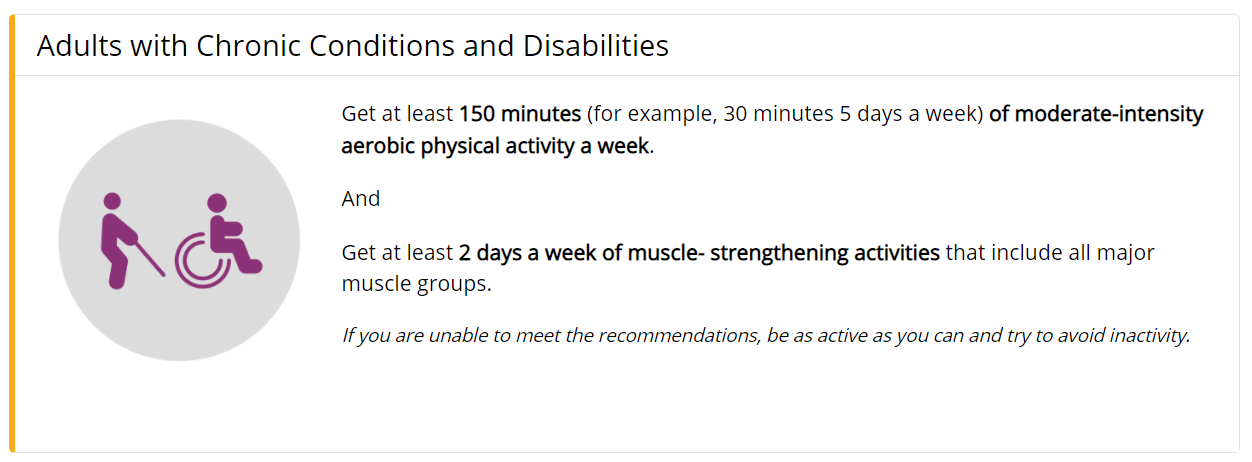 Adults with Chronic Conditions and Disabilities
Get at least 150 minutes (for example, 30 minutes 5 days a week) of moderate-intensity
aerobic physical activity a week.
And
Get at least 2 days a week of muscle- strengthening activities that include all major
muscle groups.
If you are unable to meet the recommendations, be as active as you can and try to avoid inactivity.